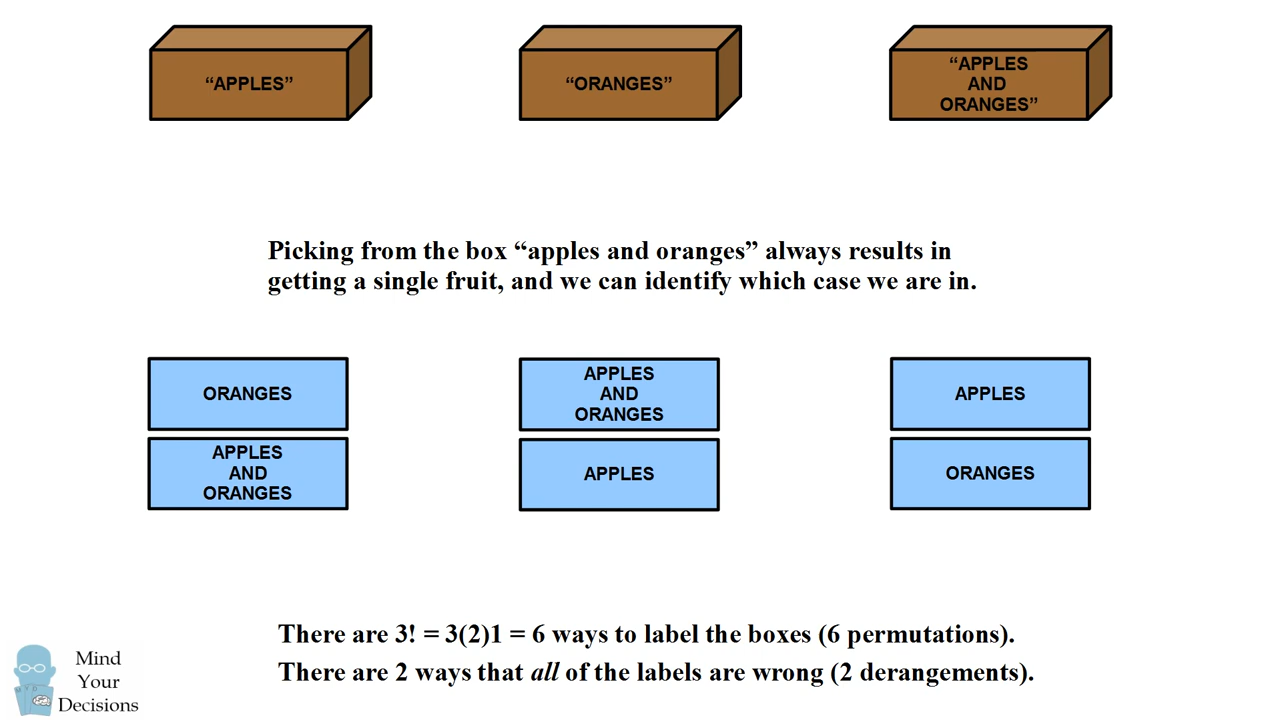 “APPLES”
“ORANGES”
“APPLES
AND
ORANGES”
Picking from the box “apples and oranges” always results in
getting a single fruit, and we can identify which case we are in.
ORANGES
APPLES
AND
ORANGES
APPLES
APPLES
AND
ORANGES
APPLES
ORANGES
There are 3! = 3(2)1 = 6 ways to label the boxes (6 permutations).
There are 2 ways that all of the labels are wrong (2 derangements).
Mind
Your
Decisions